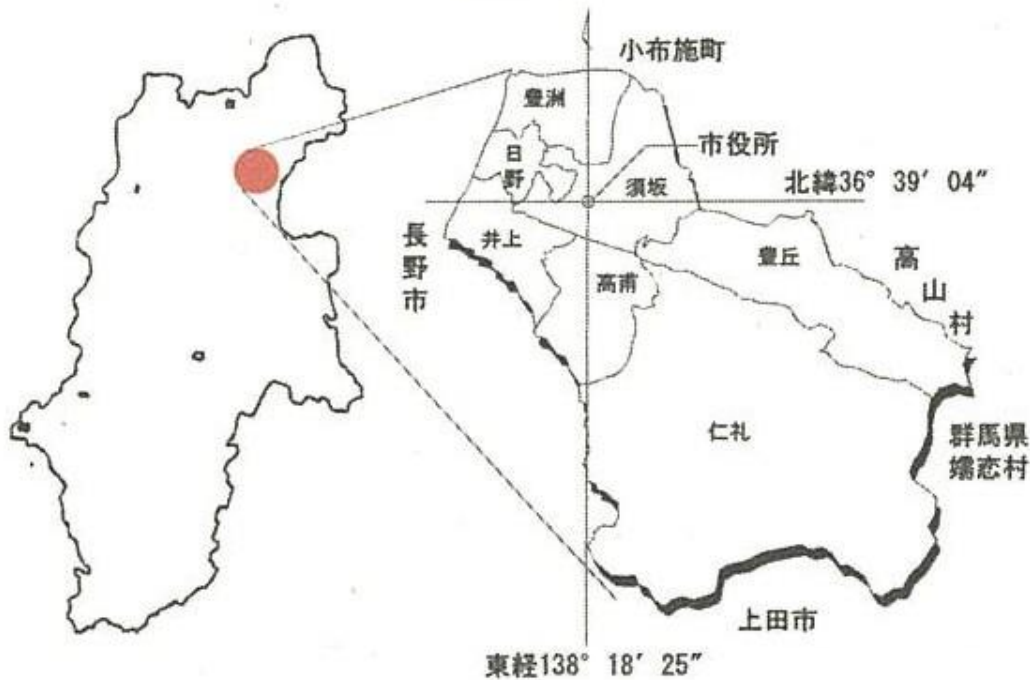 小布施町
豊洲
市役所
日野
須坂
北緯36° 39′ 04″
長野市
井上
豊丘
高山村
高甫
仁礼
群馬県
嬬恋村
上田市
東経138° 18′ 25″